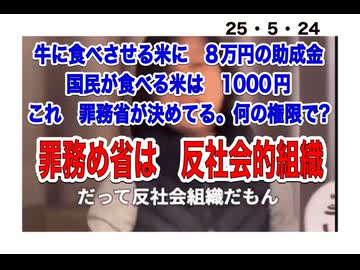 25・5・24
牛に食べさせる米に　8万円の助成金
国民が食べる米は　1000円
これ　罪務省が決めてる。何の権限で?
罪務め省は　反社会的組織
だって反社会組織だもん